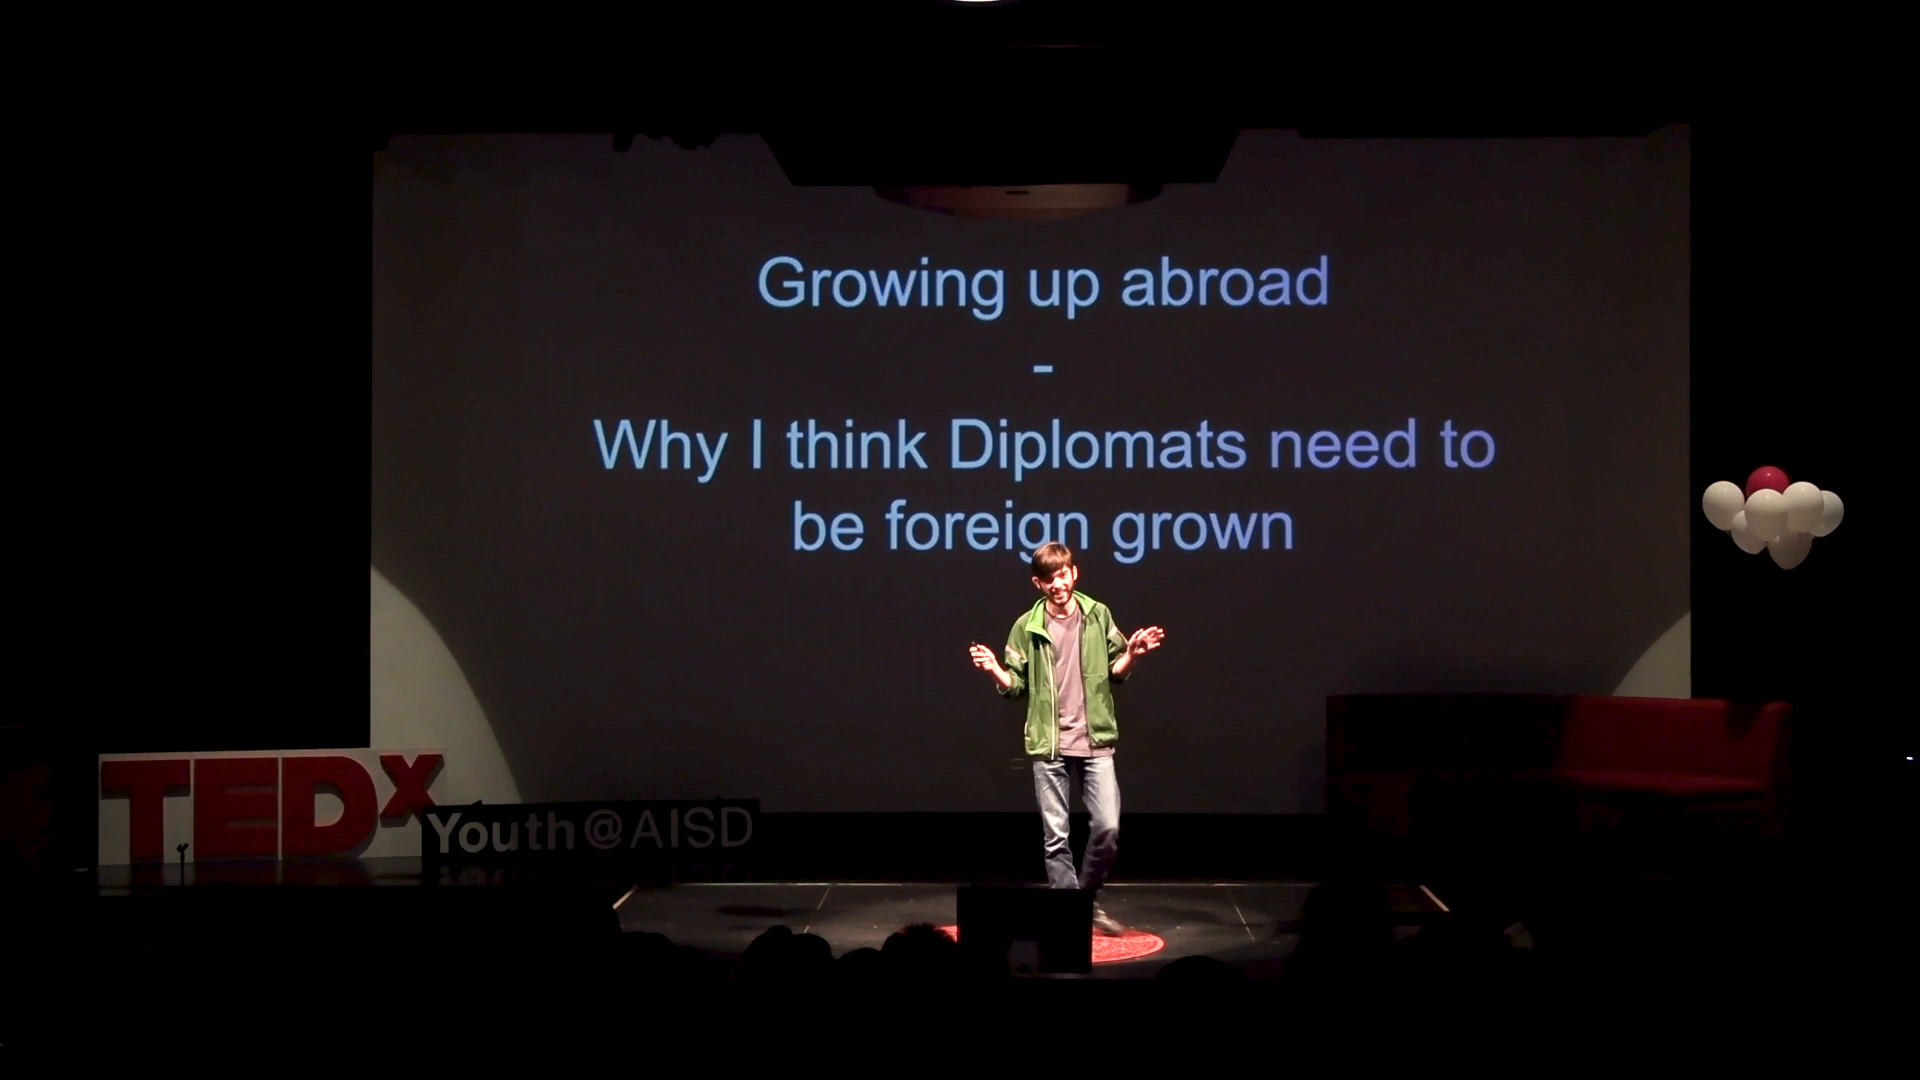 Growing up abroad
-
Why I think Diplomats need to
be foreign grown
TEDx
Youth@AISD